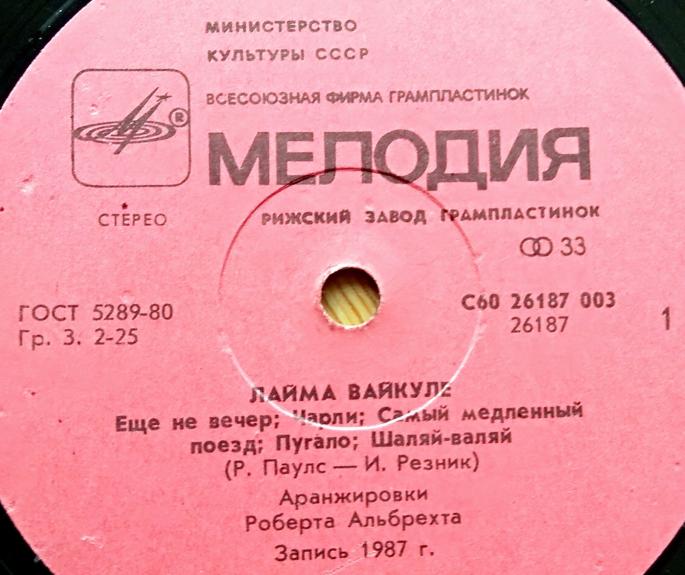 МИНИСТЕРСТВО
КУЛЬТУРЫ СССР
ВСЕСОЮЗНАЯ ФИРМА ГРАМПЛАСТИНОК
®
МЕЛОДИЯ
СТЕРЕО
РИЖСКИЙ ЗАВОД ГРАМПЛАСТИНОК
33
ГОСТ 5289-80
Гр. 3. 2-25
С60 26187 003
26187
1
ЛАЙМА ВАЙКУЛЕ
Еще не вечер; Чарли; Самый медленный
поезд; Пугало; Шаляй-валяй
(Р. Паулс — И. Резник)
Аранжировки
Роберта Альбрехта
Запись 1987 г.